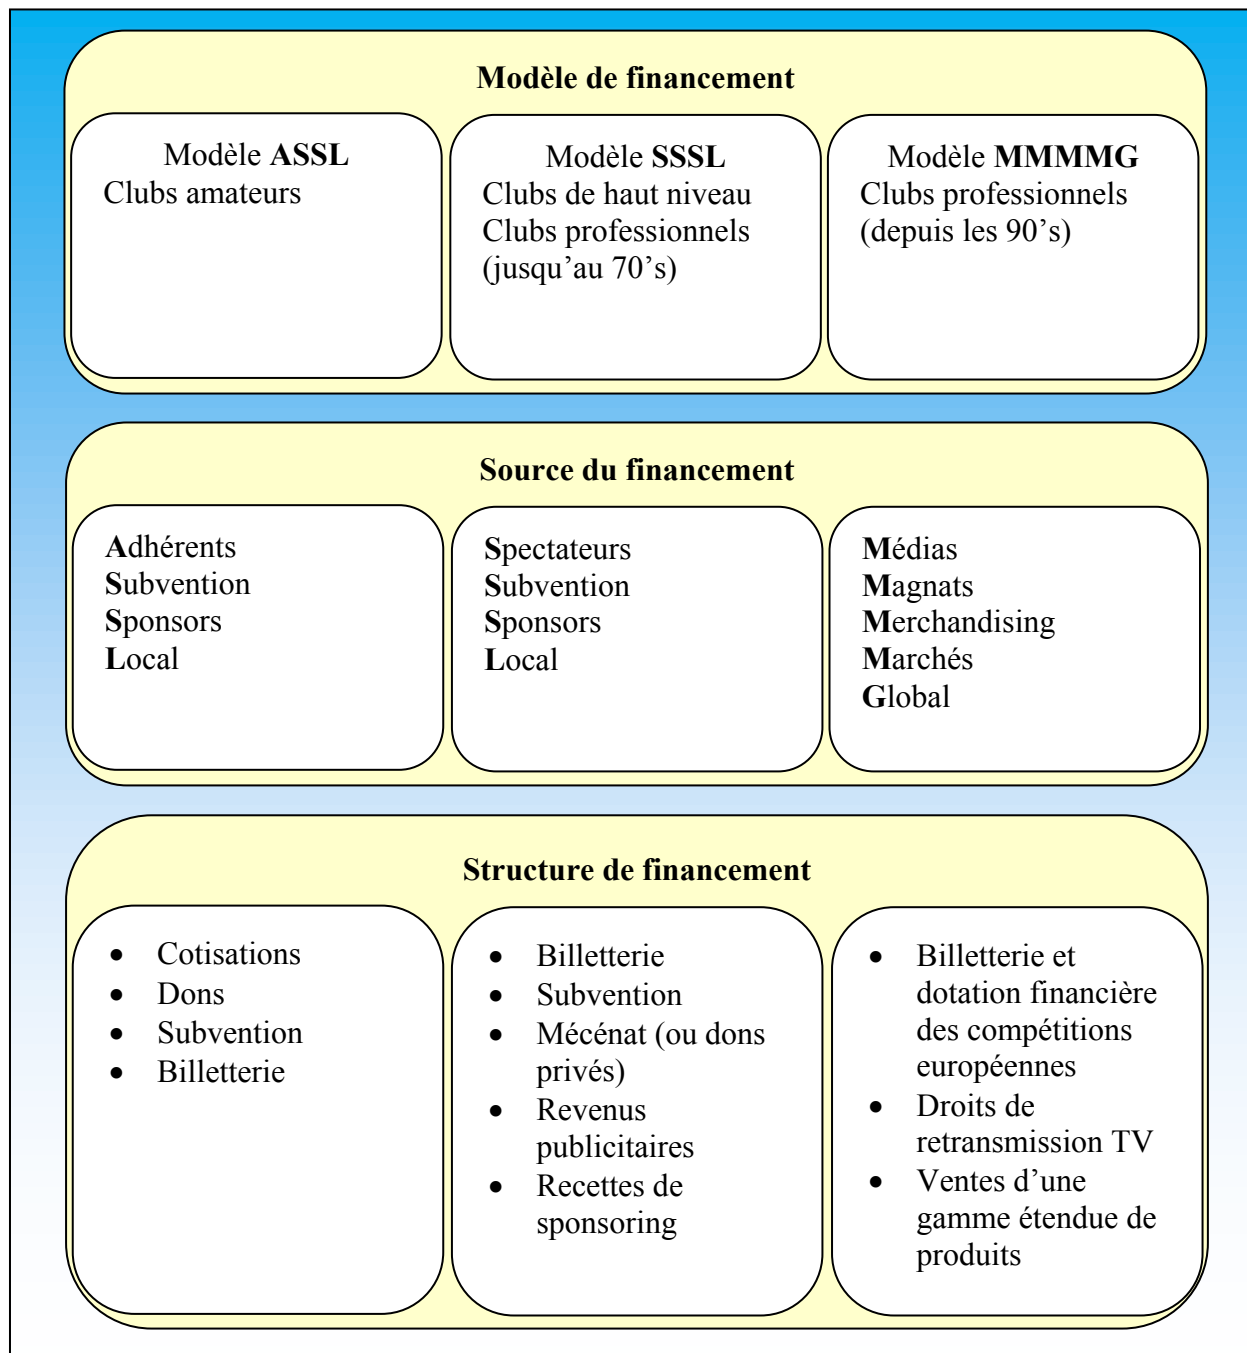 Modèle de financement
Modèle ASSL
Clubs amateurs
Modèle SSSL
Clubs de haut niveau
Clubs professionnels
(jusqu'au 70's)
Modèle MMMMG
Clubs professionnels
(depuis les 90's)
Source du financement
Adhérents
Subvention
Sponsors
Local
Spectateurs
Subvention
Sponsors
Local
Médias
Magnats
Merchandising
Marchés
Global
Structure de financement
• Cotisations
• Dons
• Subvention
• Billetterie
• Billetterie
• Subvention
• Mécénat (ou dons
privés)
• Revenus
publicitaires
• Recettes de
sponsoring
• Billetterie et
dotation financière
des compétitions
européennes
• Droits de
retransmission TV
• Ventes d'une
gamme étendue de
produits